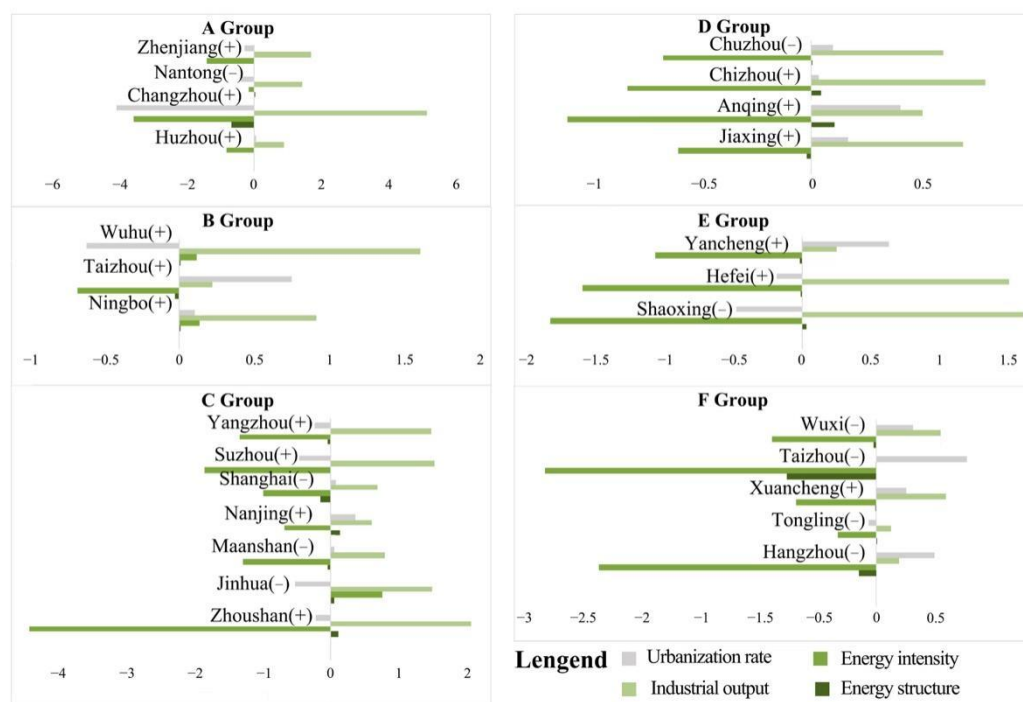 A Group
Zhenjiang(+)
Nantong(−)
Changzhou(+)
Huzhou(+)
−6 −4 −2 0 2 4 6
B Group
Wuhu(+)
Taizhou(+)
Ningbo(+)
−1 −0.5 0 0.5 1 1.5 2
C Group
Yangzhou(+)
Suzhou(+)
Shanghai(−)
Nanjing(+)
Maanshan(−)
Jinhua(−)
Zhoushan(+)
−4 −3 −2 −1 0 1 2
D Group
Chuzhou(−)
Chizhou(+)
Anqing(+)
Jiaxing(+)
−1 −0.5 0 0.5
E Group
Yancheng(+)
Hefei(+)
Shaoxing(−)
−2 −1 −1 −0.5 0 0.5 1 1.5
F Group
Wuxi(−)
Taizhou(−)
Xuancheng(+)
Tongling(−)
Hangzhou(−)
−3 −3 −2 −2 −1 −1 −0.5 0 0.5
Lengend Urbanization rate Energy intensity
Industrial output Energy structure